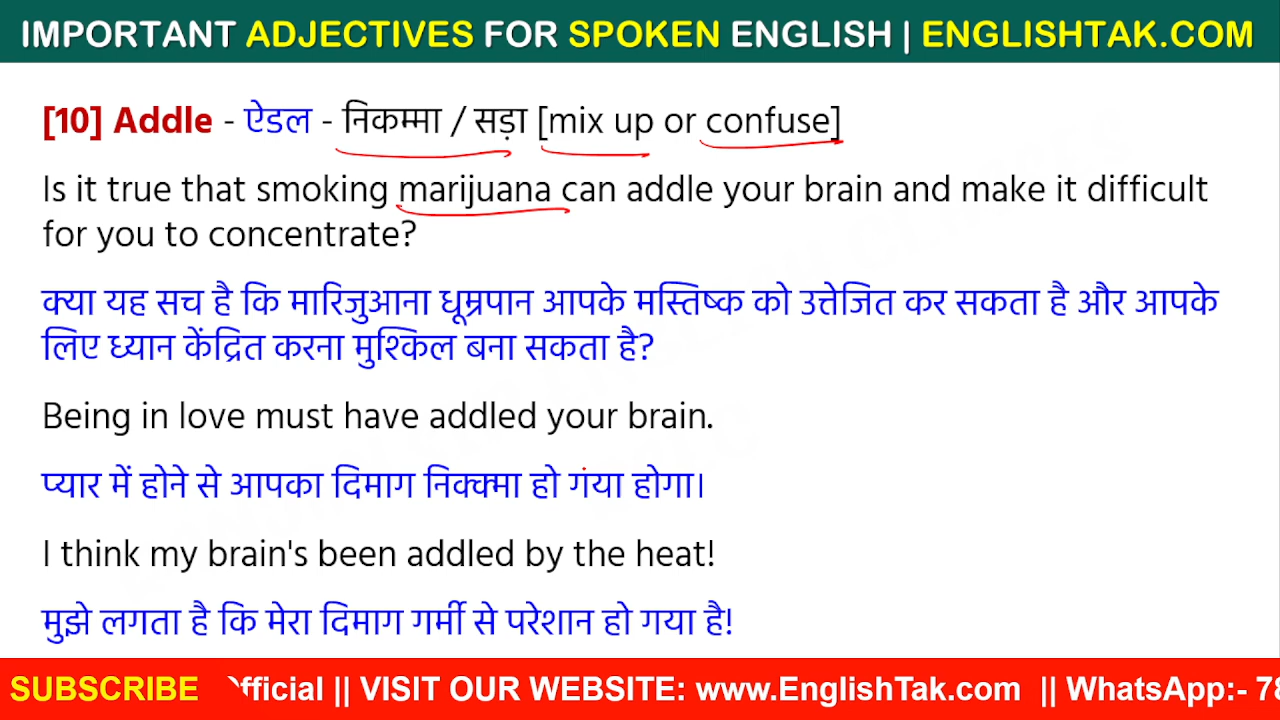 IMPORTANT ADJECTIVES FOR SPOKEN ENGLISH | ENGLISHTAK.COM
[10] Addle - ऐडल - निकम्मा / सड़ा [mix up or confuse]
Is it true that smoking marijuana can addle your brain and make it difficult
for you to concentrate?
क्या यह सच है कि मारिजुआना धूम्रपान आपके मस्तिष्क को उत्तेजित कर सकता है और आपके
लिए ध्यान केंद्रित करना मुश्किल बना सकता है?
Being in love must have addled your brain.
प्यार में होने से आपका दिमाग निक्क्मा हो गया होगा।
I think my brain's been addled by the heat!
मुझे लगता है कि मेरा दिमाग गर्मी से परेशान हो गया है!
SUBSCRIBE official || VISIT OUR WEBSITE: www.EnglishTak.com || WhatsApp:- 78